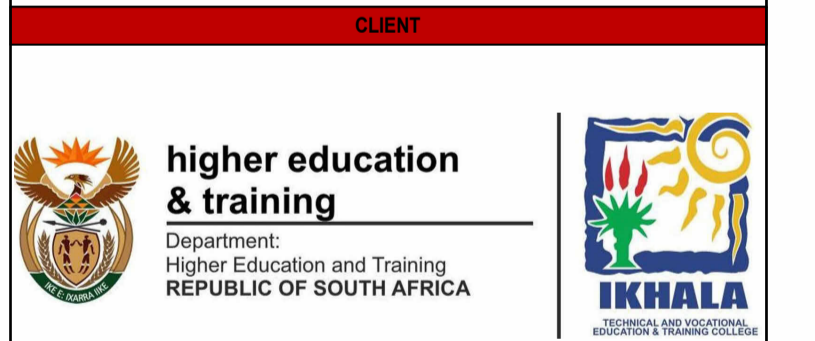 CLIENT
higher education
& training
Department:
Higher Education and Training
REPUBLIC OF SOUTH AFRICA
!KE E: /XARRA //KE
IKHALA
TECHNICAL AND VOCATIONAL
EDUCATION & TRAINING COLLEGE